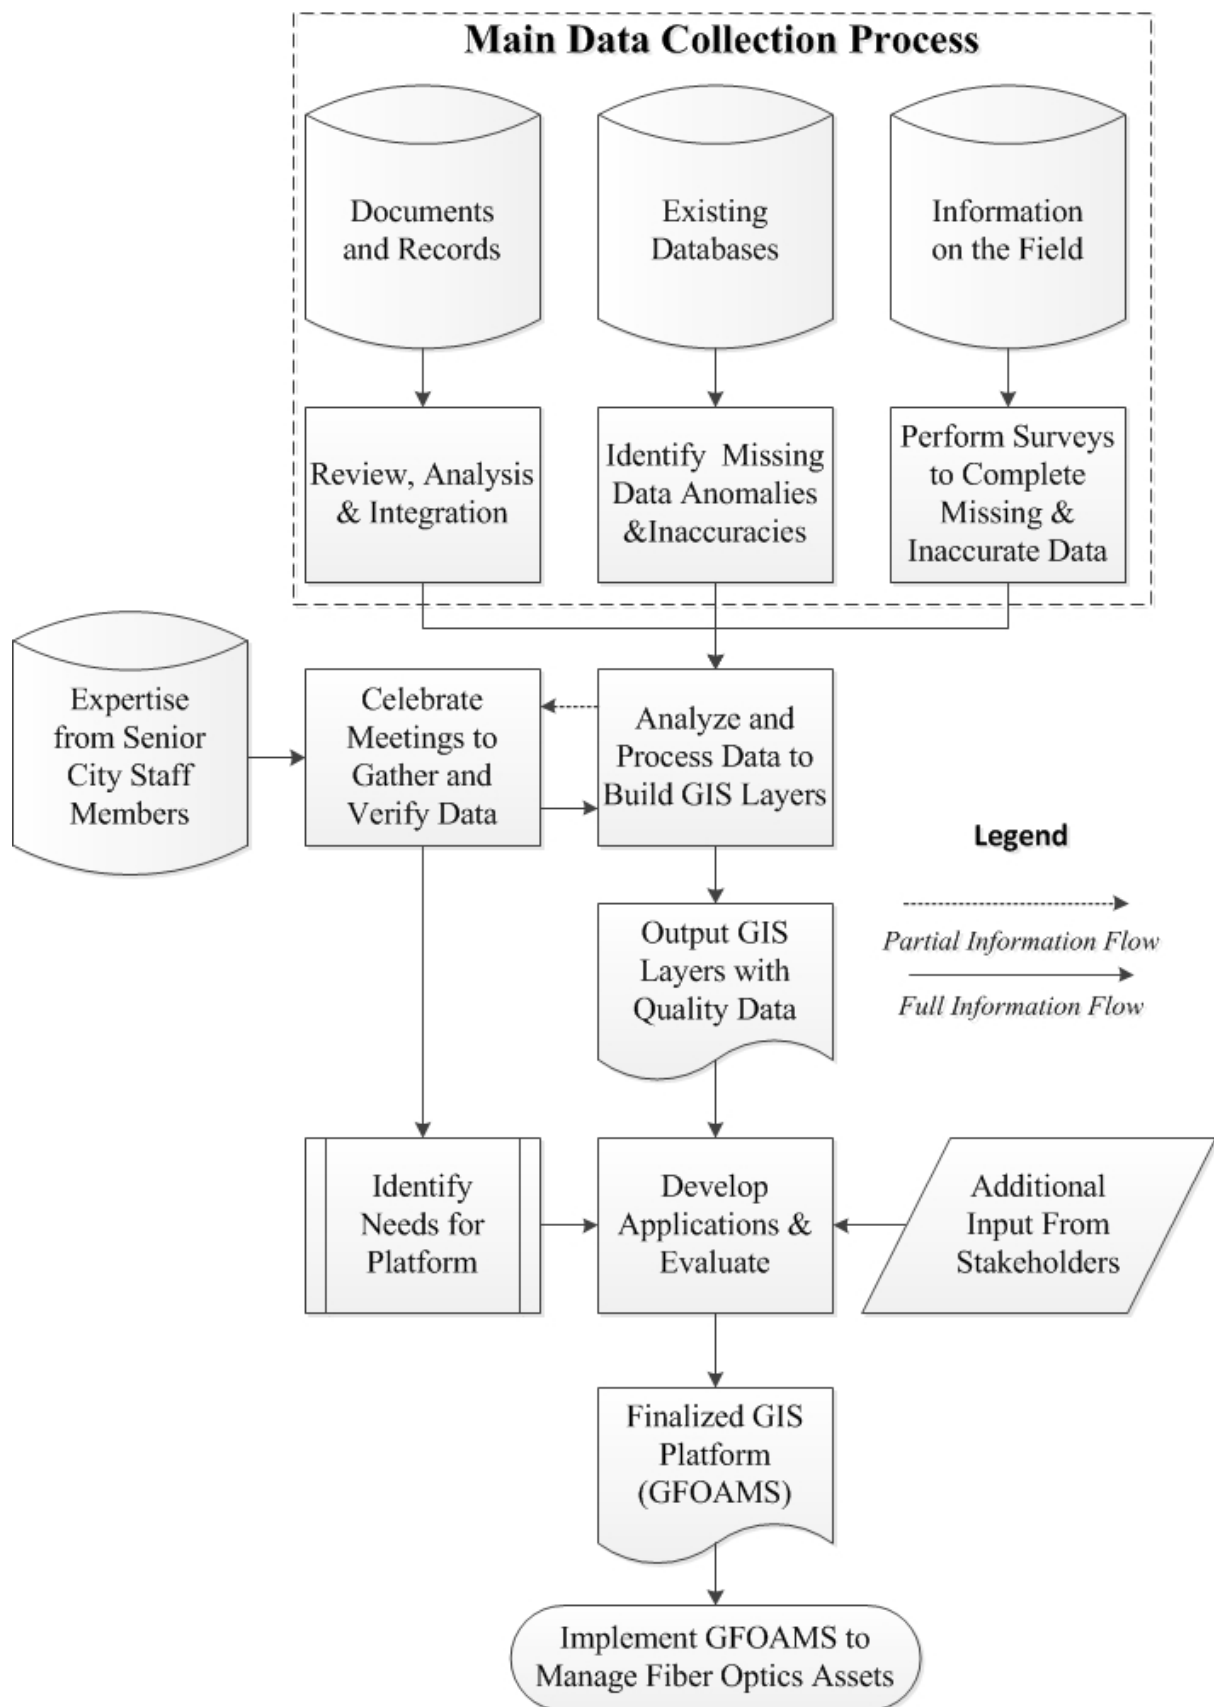 Main Data Collection Process
Documents
and Records
Existing
Databases
Information
on the Field
Review, Analysis
& Integration
Identify  Missing
Data Anomalies
&Inaccuracies
Perform Surveys
to Complete
Missing &
Inaccurate Data
Expertise
from Senior
City Staff
Members
Celebrate
Meetings to
Gather and
Verify Data
Analyze and
Process Data to
Build GIS Layers
Legend
Partial Information Flow
Full Information Flow
Output GIS
Layers with
Quality Data
Identify
Needs for
Platform
Develop
Applications &
Evaluate
Additional
Input From
Stakeholders
Finalized GIS
Platform
(GFOAMS)
Implement GFOAMS to
Manage Fiber Optics Assets